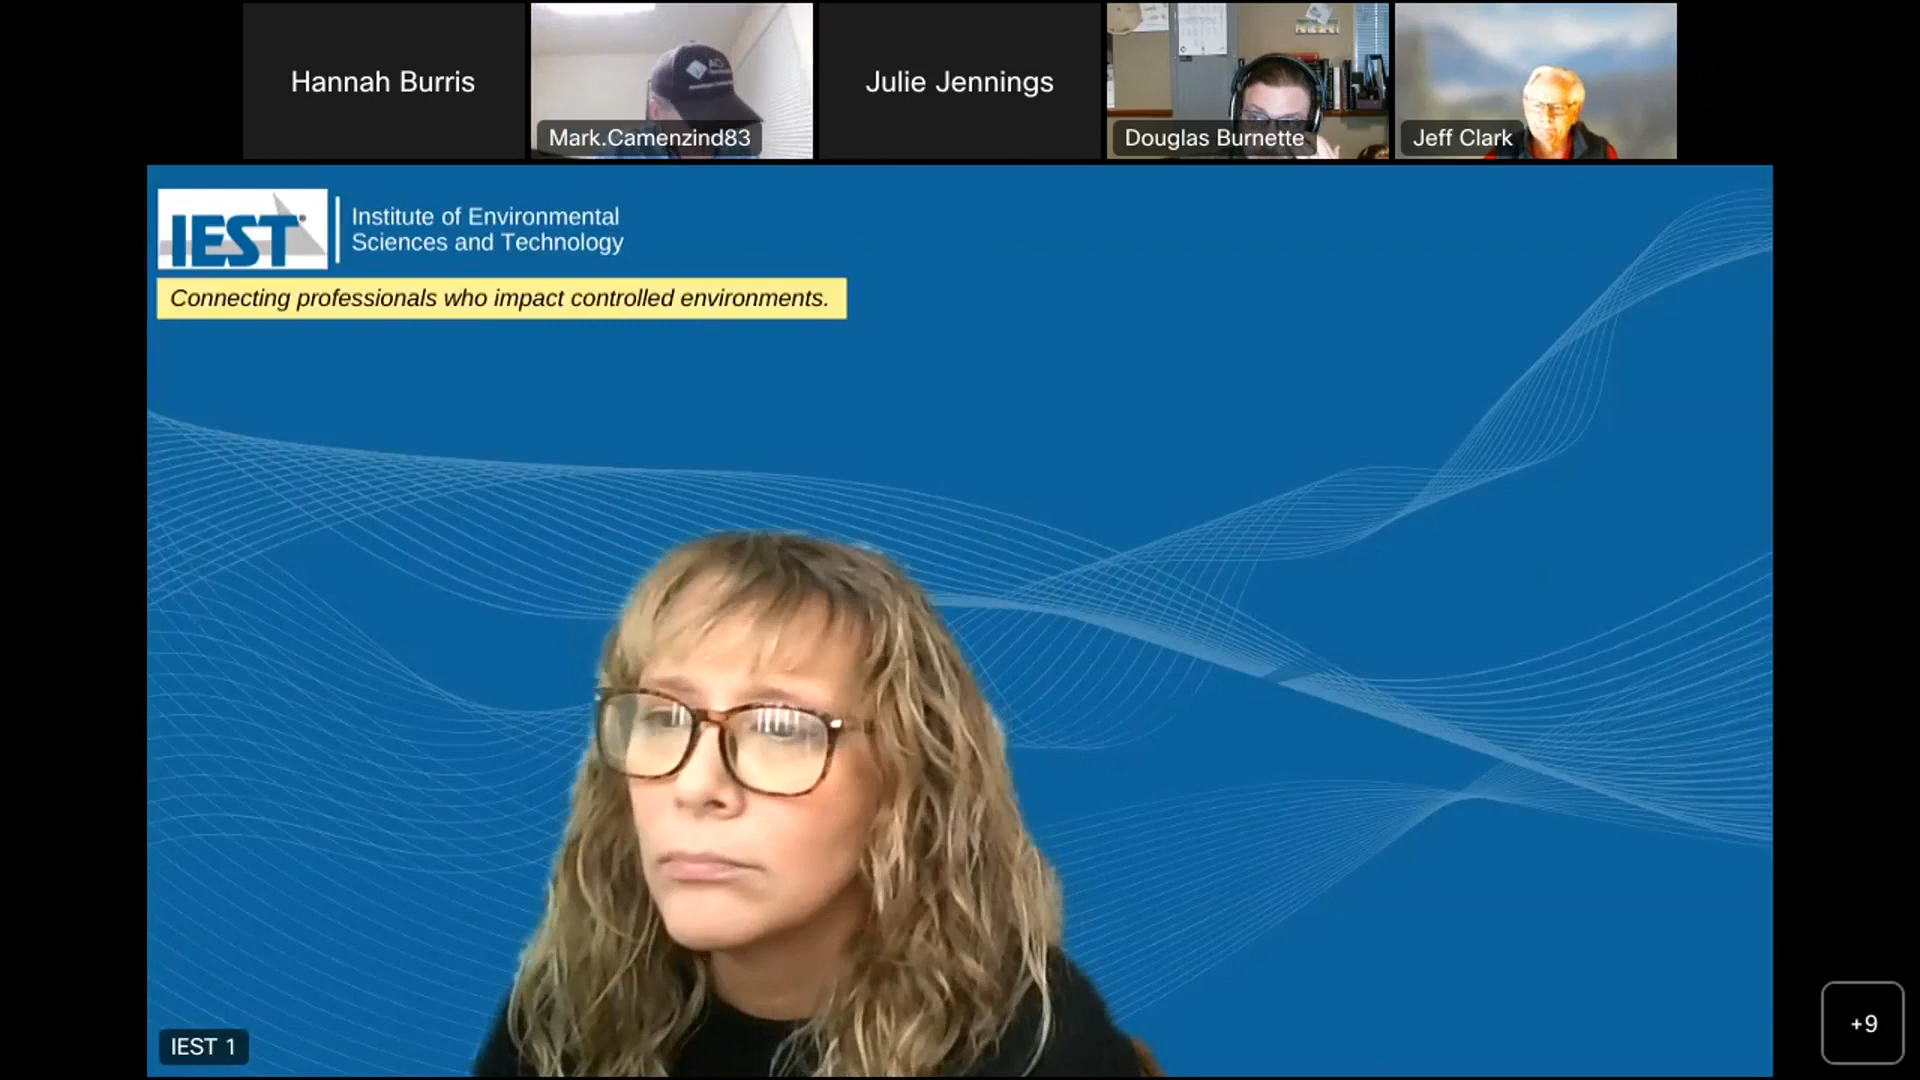 Hannah Burris
Mark.Camenzind83
Julie Jennings
Douglas Burnette
Jeff Clark
IEST
Institute of Environmental
Sciences and Technology
Connecting professionals who impact controlled environments.
IEST 1
+9